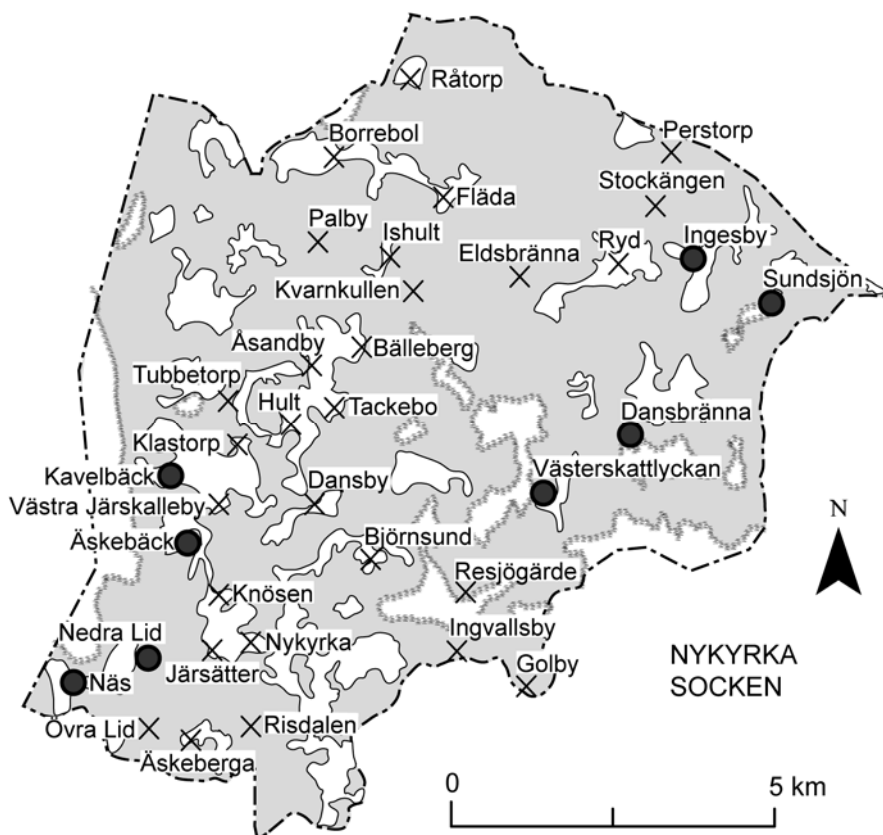 Råtorp
Borrebol
Perstorp
Fläda
Stockängen
Palby
Ishult
Eldsbränna
Ryd
Ingesby
Kvarnkullen
Sundsjön
Åsandby
Bälleberg
Tubbetorp
Hult
Tackebo
Dansbränna
Klastorp
Kavelbäck
Västerskattlyckan
Västra Järskalleby
Dansby
Äskebäck
Björnsund
N
Knösen
Resjögärde
Nedra Lid
Nykyrka
Ingvallsby
Järsätter
Golby
NYKYRKA
SOCKEN
Näs
Övra Lid
Risdalen
Äskeberga
0
5 km